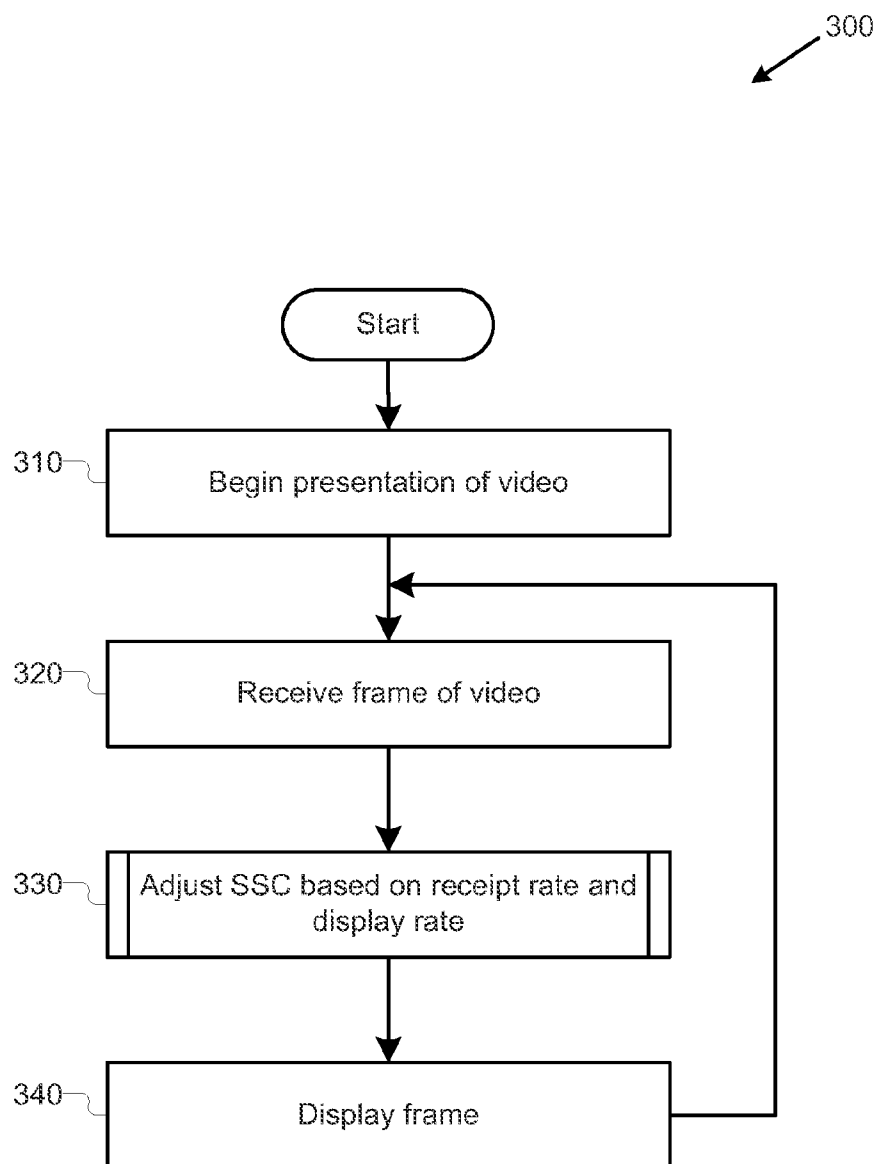 300
Start
310
Begin presentation of video
320
Receive frame of video
330
Adjust SSC based on receipt rate and
display rate
340
Display frame